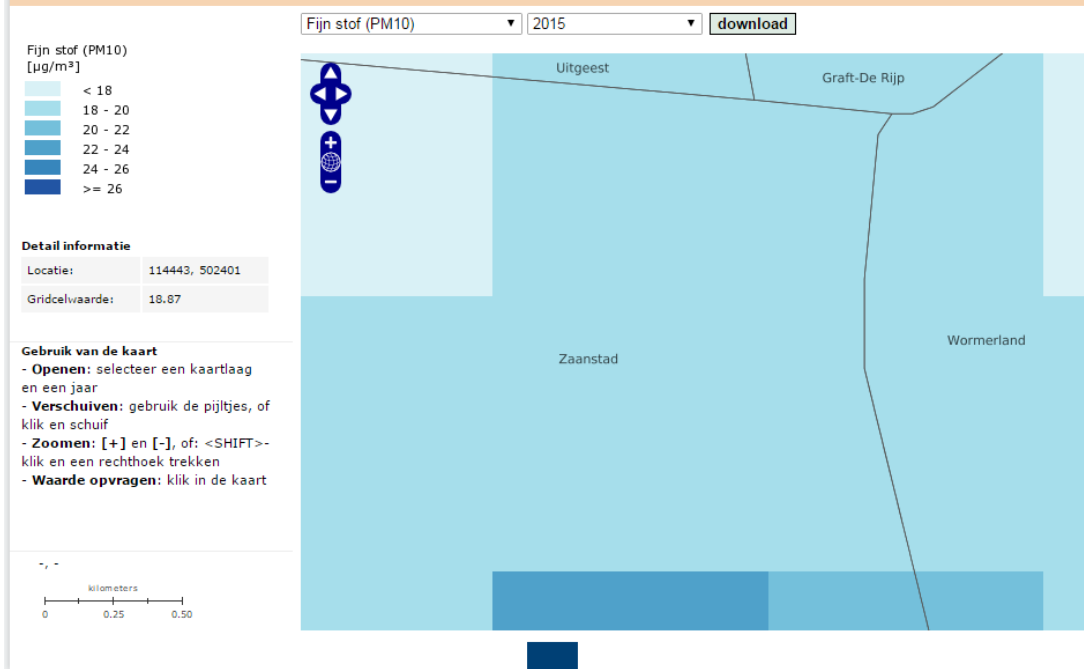 Fijn stof (PM10) 2015 download
Fijn stof (PM10)
[µg/m³]
< 18
18 - 20
20 - 22
22 - 24
24 - 26
>= 26
Uitgeest
Graft-De Rijp
Zaanstad
Wormerland
Detail informatie
Locatie: 114443, 502401
Gridcelwaarde: 18.87
Gebruik van de kaart
- Openen: selecteer een kaartlaag
en een jaar
- Verschuiven: gebruik de pijltjes, of
klik en schuif
- Zoomen: [+] en [-], of: <SHIFT>-
klik en een rechthoek trekken
- Waarde opvragen: klik in de kaart
-, -
kilometers
0 0.25 0.50